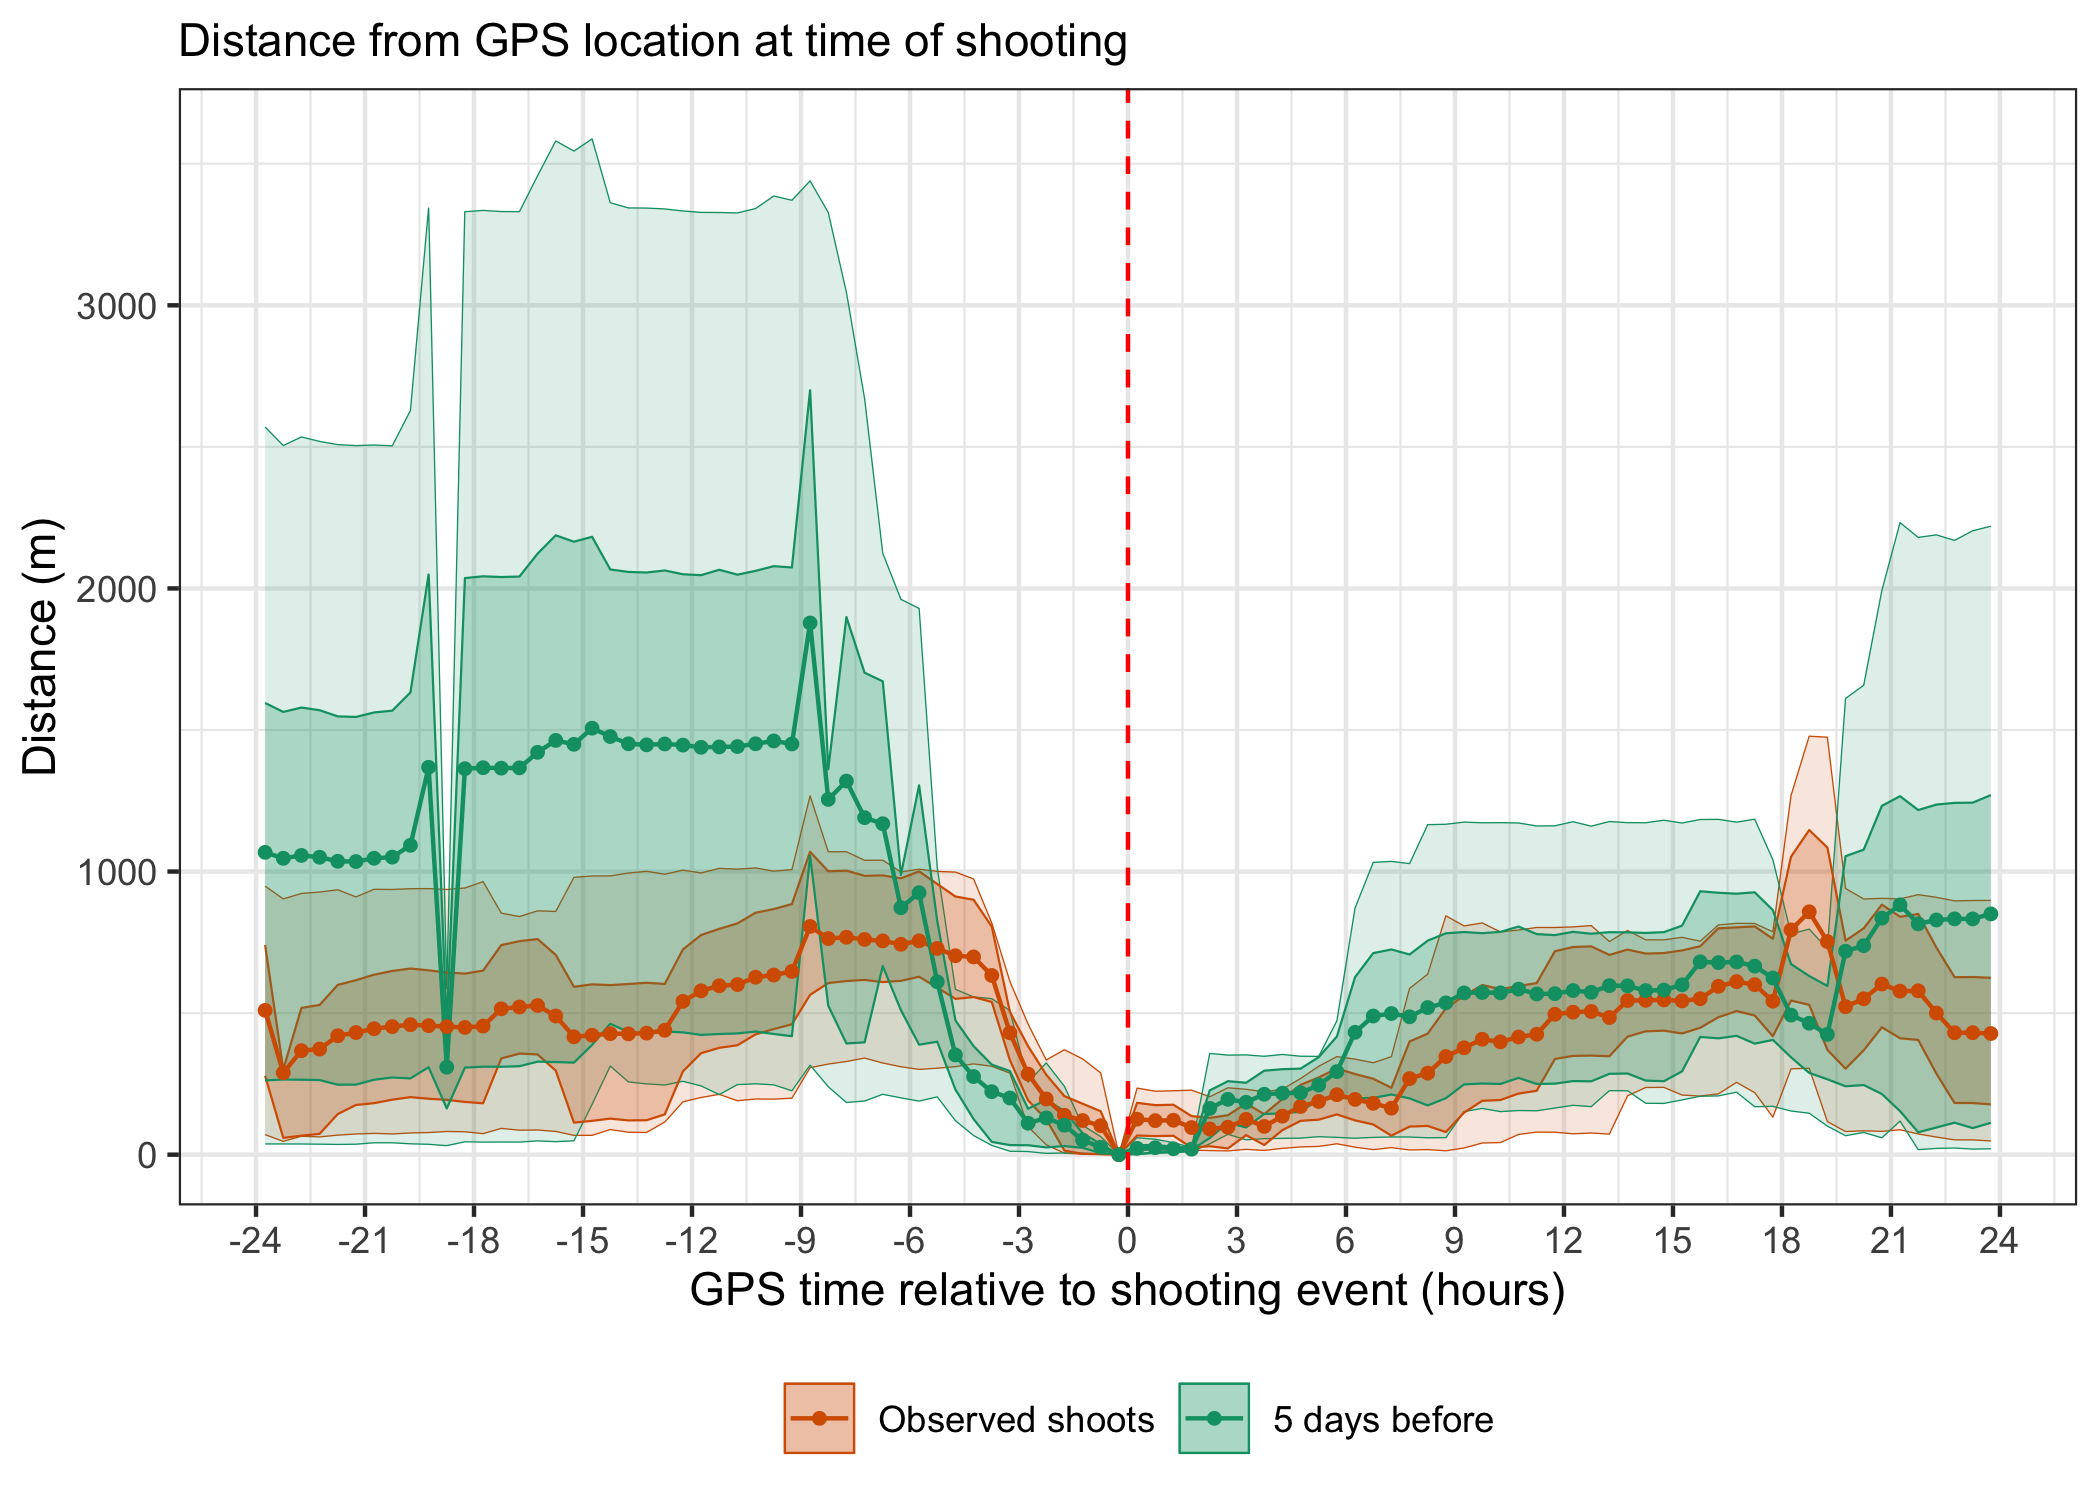 Distance from GPS location at time of shooting
Distance (m)
3000
2000
1000
0
-24 -21 -18 -15 -12 -9 -6 -3 0 3 6 9 12 15 18 21 24
GPS time relative to shooting event (hours)
Observed shoots 5 days before